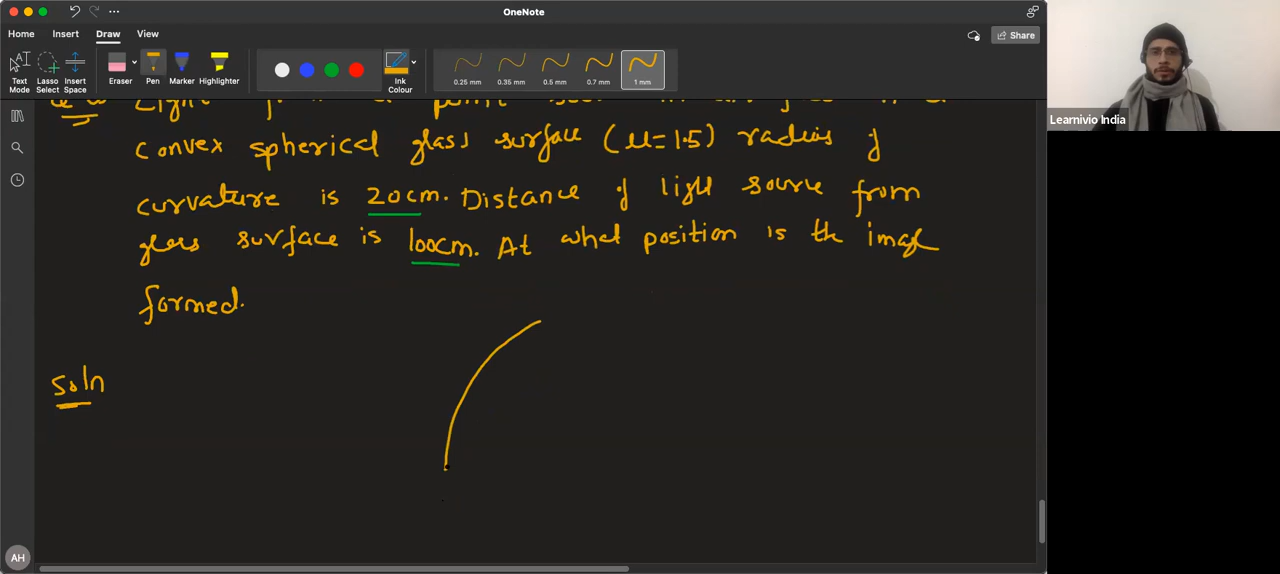 OneNote
Home Insert Draw View
Share
Text Mode
Lasso Select
Insert Space
Eraser
Pen
Marker
Highlighter
Ink Colour
0.25 mm
0.35 mm
0.5 mm
0.7 mm
1 mm
Learnivio India
Light a point
convex spherical glass surface (μ=1.5) radius of
curvature is 20cm. Distance of light source from
glass surface is 100cm. At what position is the image
formed.
Soln
AH